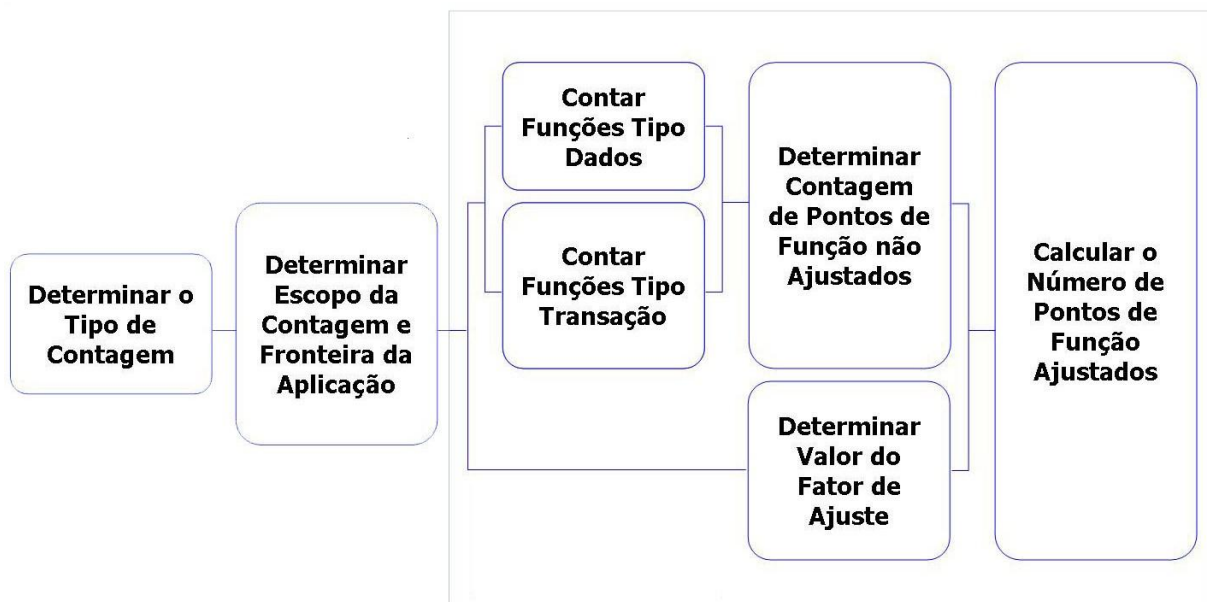 Determinar o
Tipo de
Contagem
Determinar
Escopo da
Contagem e
Fronteira da
Aplicação
Contar
Funções Tipo
Dados
Contar
Funções Tipo
Transação
Determinar
Contagem
de Pontos de
Função não
Ajustados
Determinar
Valor do
Fator de
Ajuste
Calcular o
Número de
Pontos de
Função
Ajustados